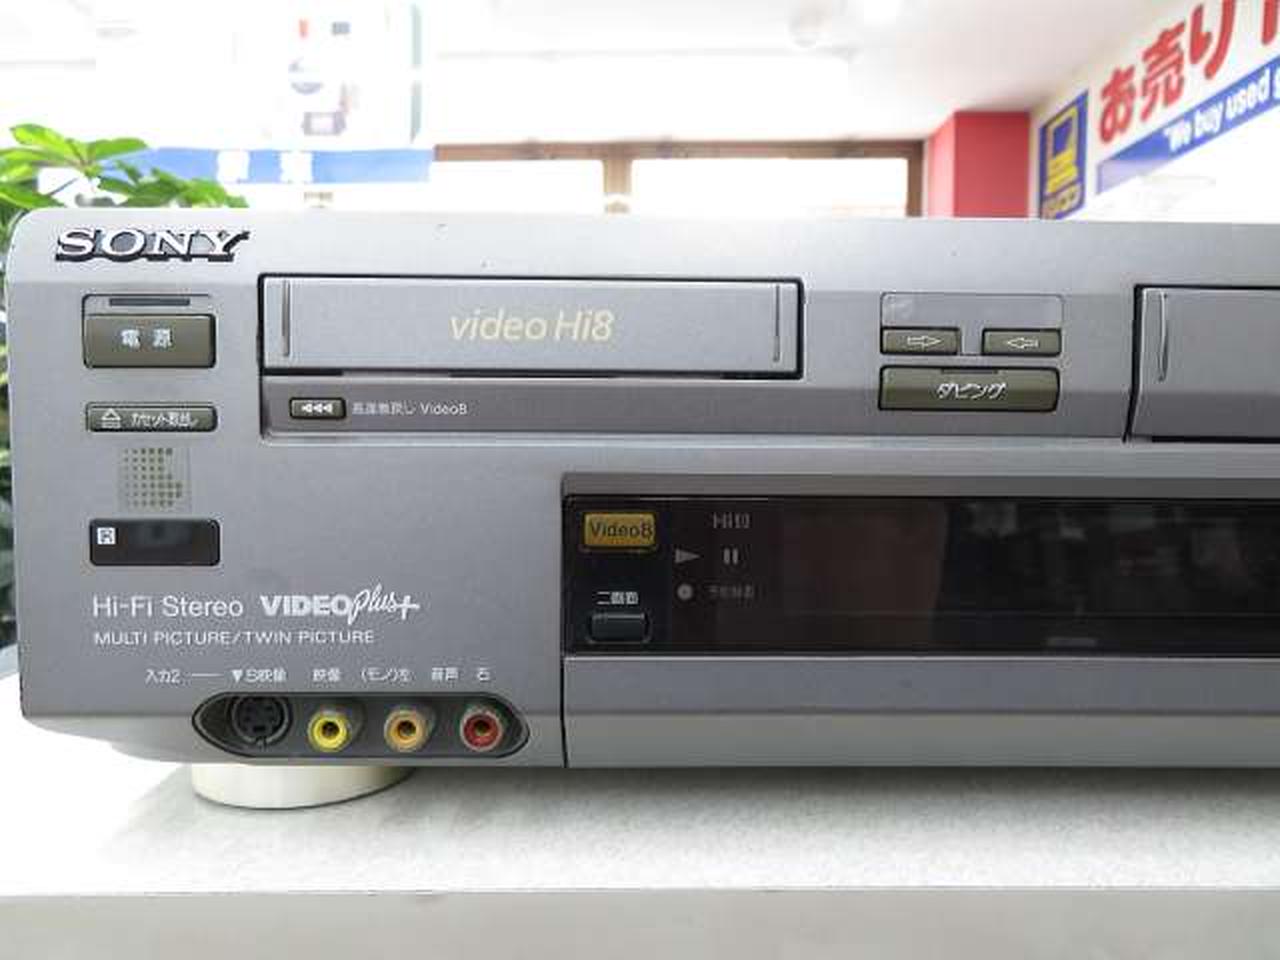 お売り
"We buy used
SONY
電源
video Hi8
ダビング
カセット取出し
高速巻戻し Video8
Video8
Hi8
二画面
Hi-Fi Stereo VIDEO Plus+
MULTI PICTURE/TWIN PICTURE
入力2 ▼S映像 映像 (モノ)左 音声 右